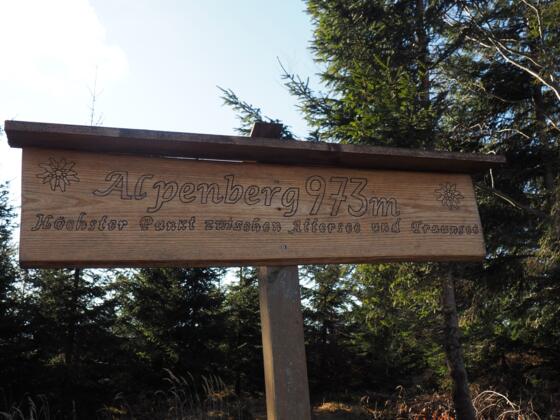 Alpenberg 973m
Höchster Punkt zwischen Attersee und Traunsee